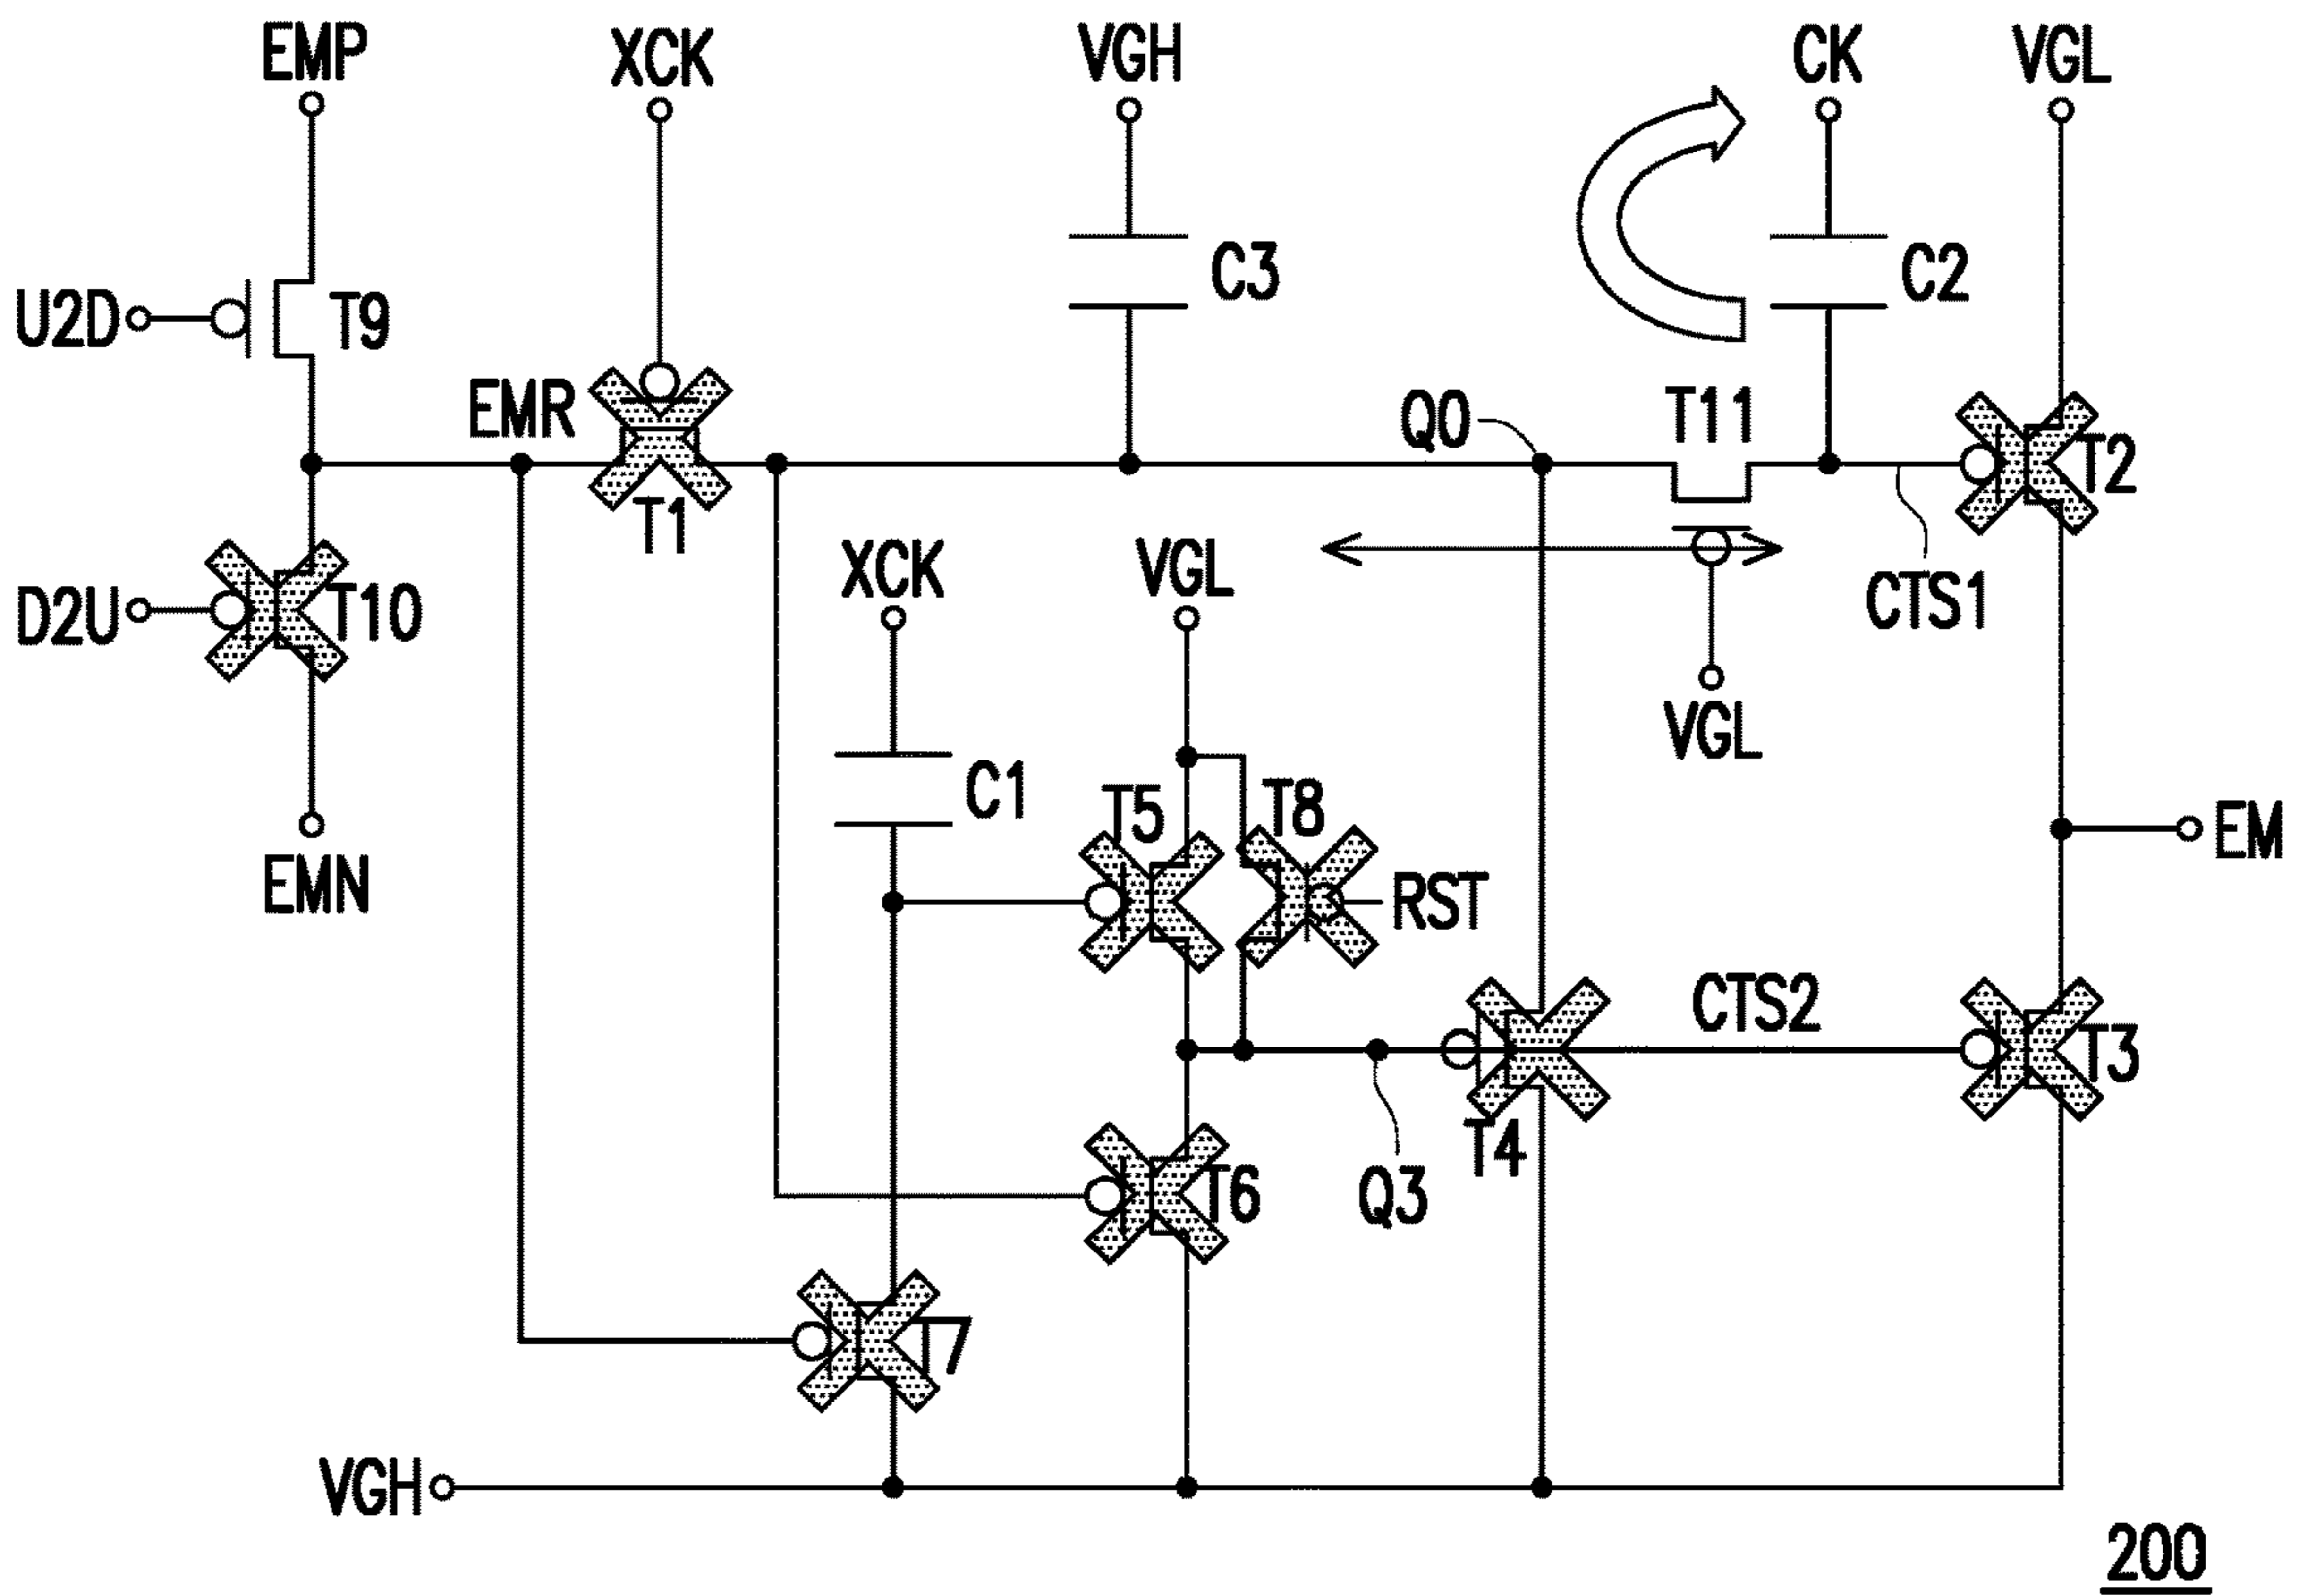 EMP
XCK
VGH
CK
VGL
U2D
T9
C3
C2
EMR
T1
Q0
T11
T2
CTS1
D2U
T10
XCK
VGL
VGL
EMN
C1
T5
T8
RST
EM
CTS2
T3
T4
Q3
T6
T7
VGH
200